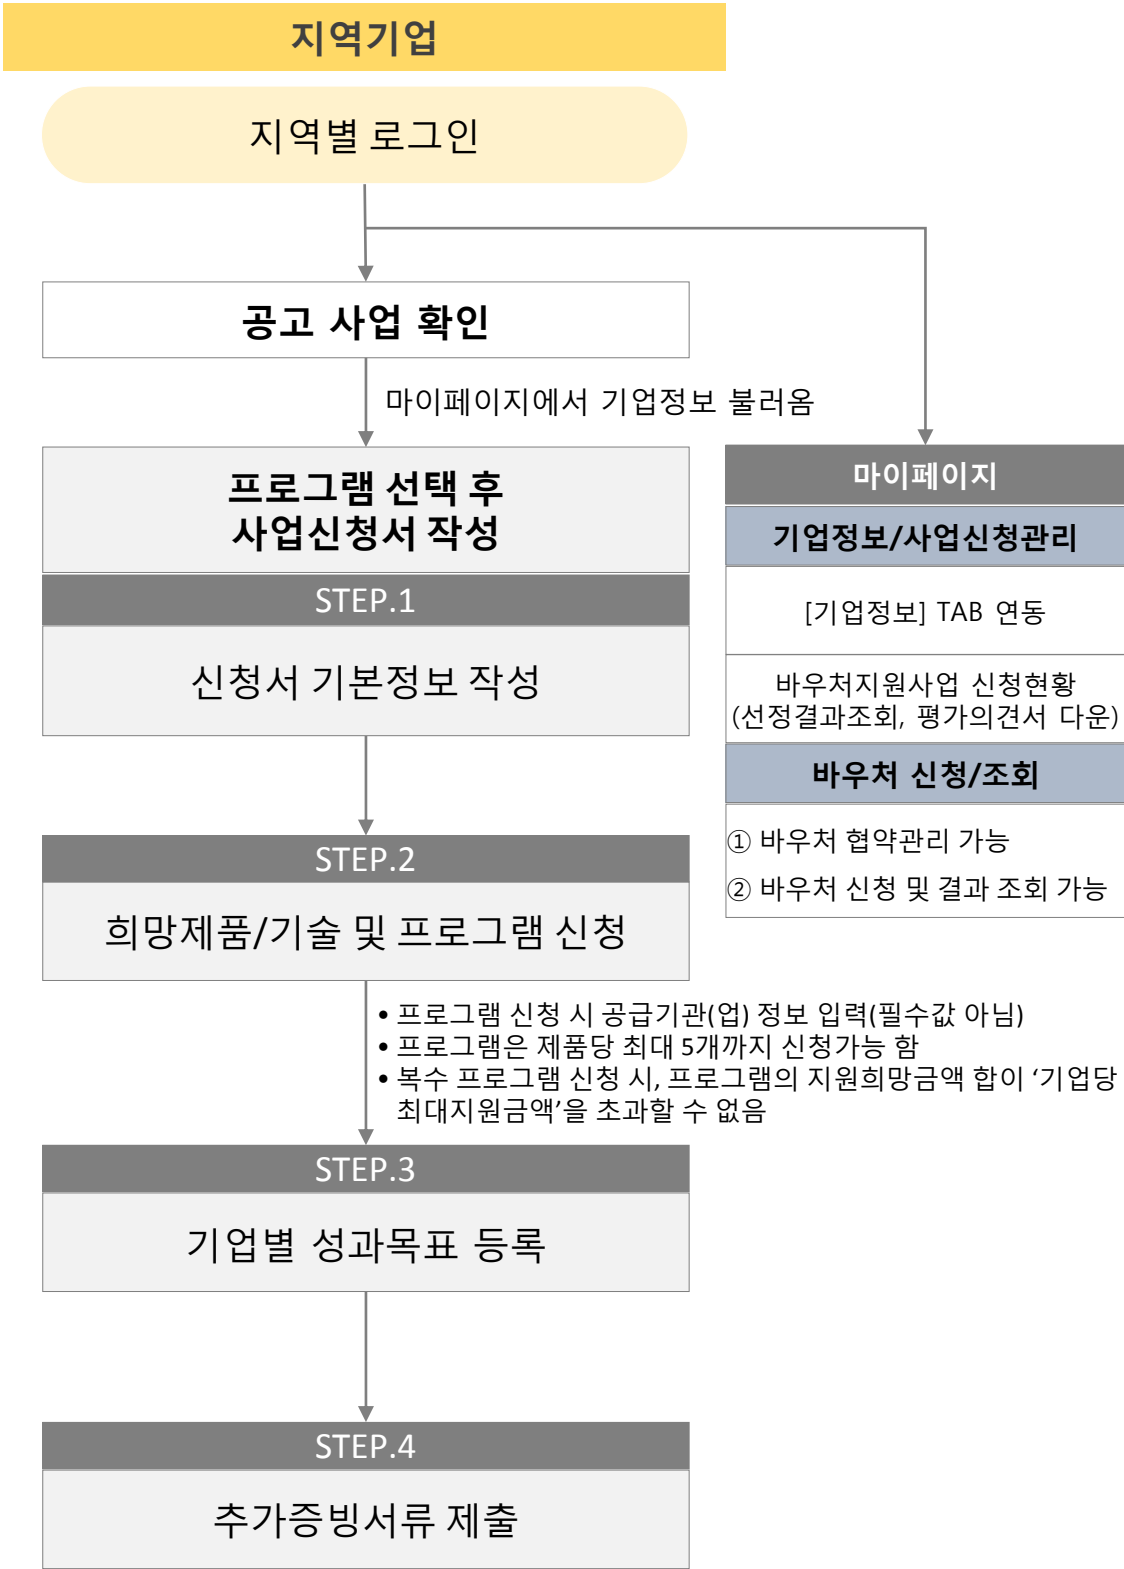 지역기업
지역별 로그인
공고 사업 확인
마이페이지에서 기업정보 불러옴
프로그램 선택 후
사업신청서 작성
STEP.1
신청서 기본정보 작성
STEP.2
희망제품/기술 및 프로그램 신청
• 프로그램 신청 시 공급기관(업) 정보 입력(필수값 아님)
• 프로그램은 제품당 최대 5개까지 신청가능 함
• 복수 프로그램 신청 시, 프로그램의 지원희망금액 합이 ‘기업당
최대지원금액’을 초과할 수 없음
STEP.3
기업별 성과목표 등록
STEP.4
추가증빙서류 제출
마이페이지
기업정보/사업신청관리
[기업정보] TAB 연동
바우처지원사업 신청현황
(선정결과조회, 평가의견서 다운)
바우처 신청/조회
① 바우처 협약관리 가능
② 바우처 신청 및 결과 조회 가능